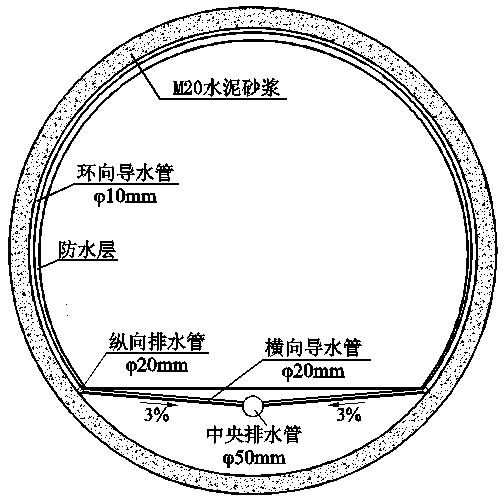 M20水泥砂浆
环向导水管
φ10mm
防水层
纵向排水管
φ20mm
横向导水管
φ20mm
3%
3%
中央排水管
φ50mm